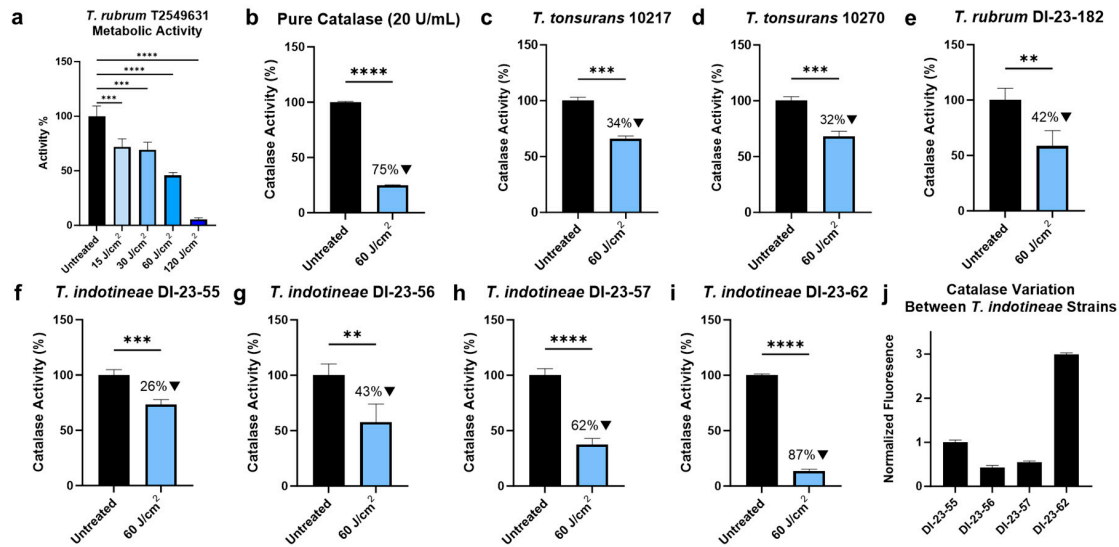 a
T. rubrum T2549631
Metabolic Activity
****
****
***
***
Activity %
150
100
50
0
Untreated
15 J/cm²
30 J/cm²
60 J/cm²
120 J/cm²
b
Pure Catalase (20 U/mL)
****
75%▼
Catalase Activity (%)
150
100
50
0
Untreated
60 J/cm²
c
T. tonsurans 10217
***
34%▼
Catalase Activity (%)
150
100
50
0
Untreated
60 J/cm²
d
T. tonsurans 10270
***
32%▼
Catalase Activity (%)
150
100
50
0
Untreated
60 J/cm²
e
T. rubrum DI-23-182
**
42%▼
Catalase Activity (%)
150
100
50
0
Untreated
60 J/cm²
f
T. indotineae DI-23-55
***
26%▼
Catalase Activity (%)
150
100
50
0
Untreated
60 J/cm²
g
T. indotineae DI-23-56
**
43%▼
Catalase Activity (%)
150
100
50
0
Untreated
60 J/cm²
h
T. indotineae DI-23-57
****
62%▼
Catalase Activity (%)
150
100
50
0
Untreated
60 J/cm²
i
T. indotineae DI-23-62
****
87%▼
Catalase Activity (%)
150
100
50
0
Untreated
60 J/cm²
j
Catalase Variation
Between T. indotineae Strains
Normalized Fluoresence
3
2
1
0
DI-23-55
DI-23-56
DI-23-57
DI-23-62